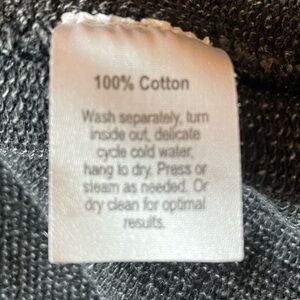 100% Cotton
Wash separately, turn
inside out, delicate
cycle cold water,
hang to dry. Press or
steam as needed. Or
dry clean for optimal
results.